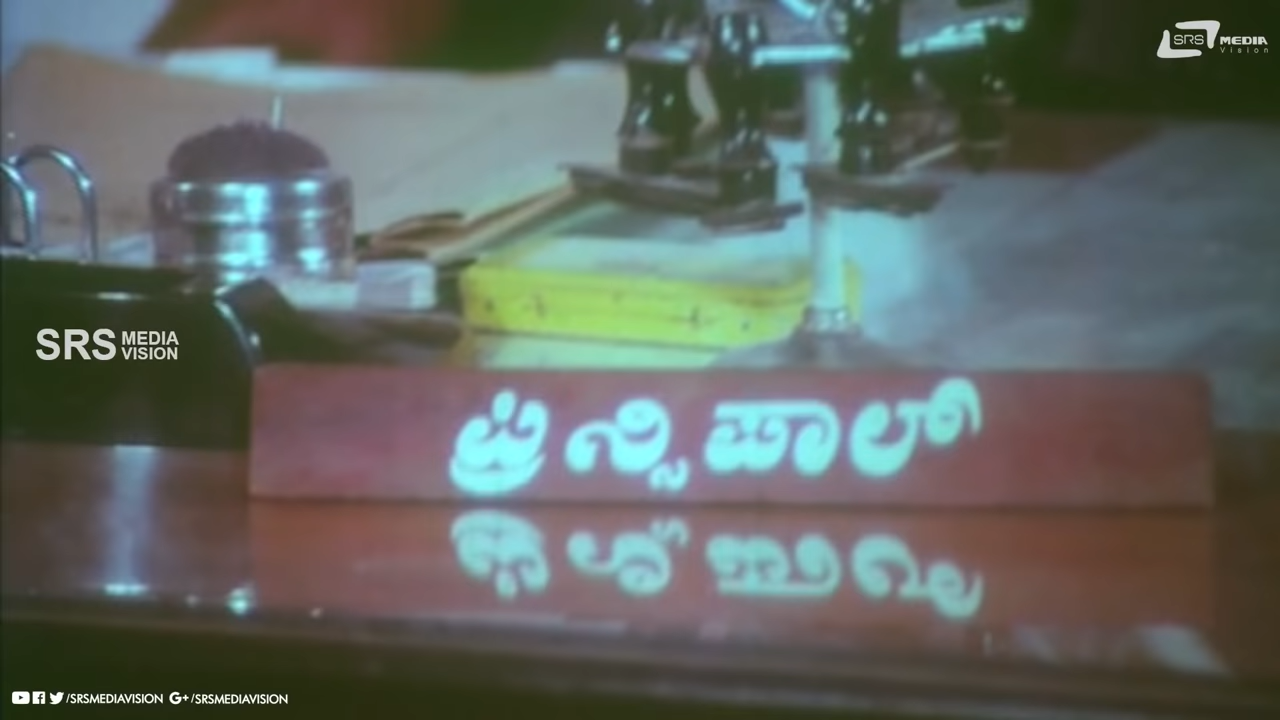 SRS MEDIA
Vision
SRS MEDIA
VISION
ಪ್ರಿನ್ಸಿಪಾಲ್
/SRSMEDIAVISION G+/SRSMEDIAVISION